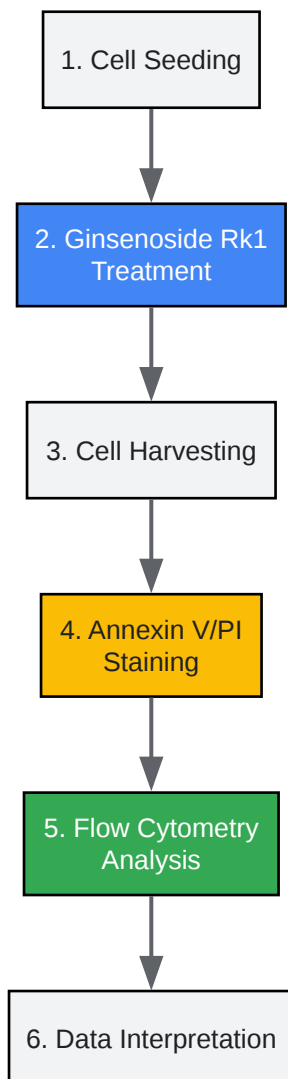 1. Cell Seeding
2. Ginsenoside Rk1
Treatment
3. Cell Harvesting
4. Annexin V/PI
Staining
5. Flow Cytometry
Analysis
6. Data Interpretation